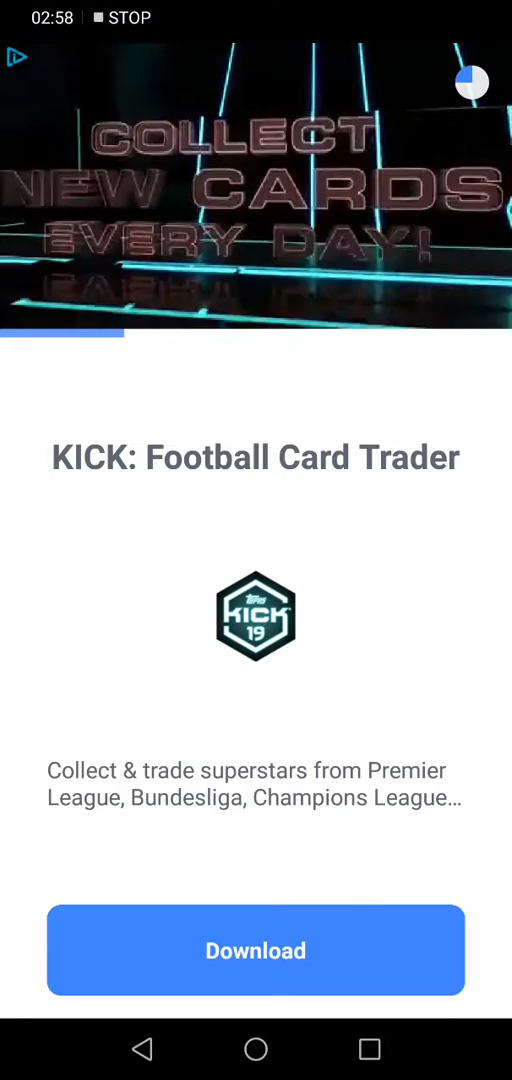 02:58 STOP
COLLECT
NEW CARDS
EVERY DAY!
KICK: Football Card Trader
Topps
KICK
19
Collect & trade superstars from Premier
League, Bundesliga, Champions League…
Download